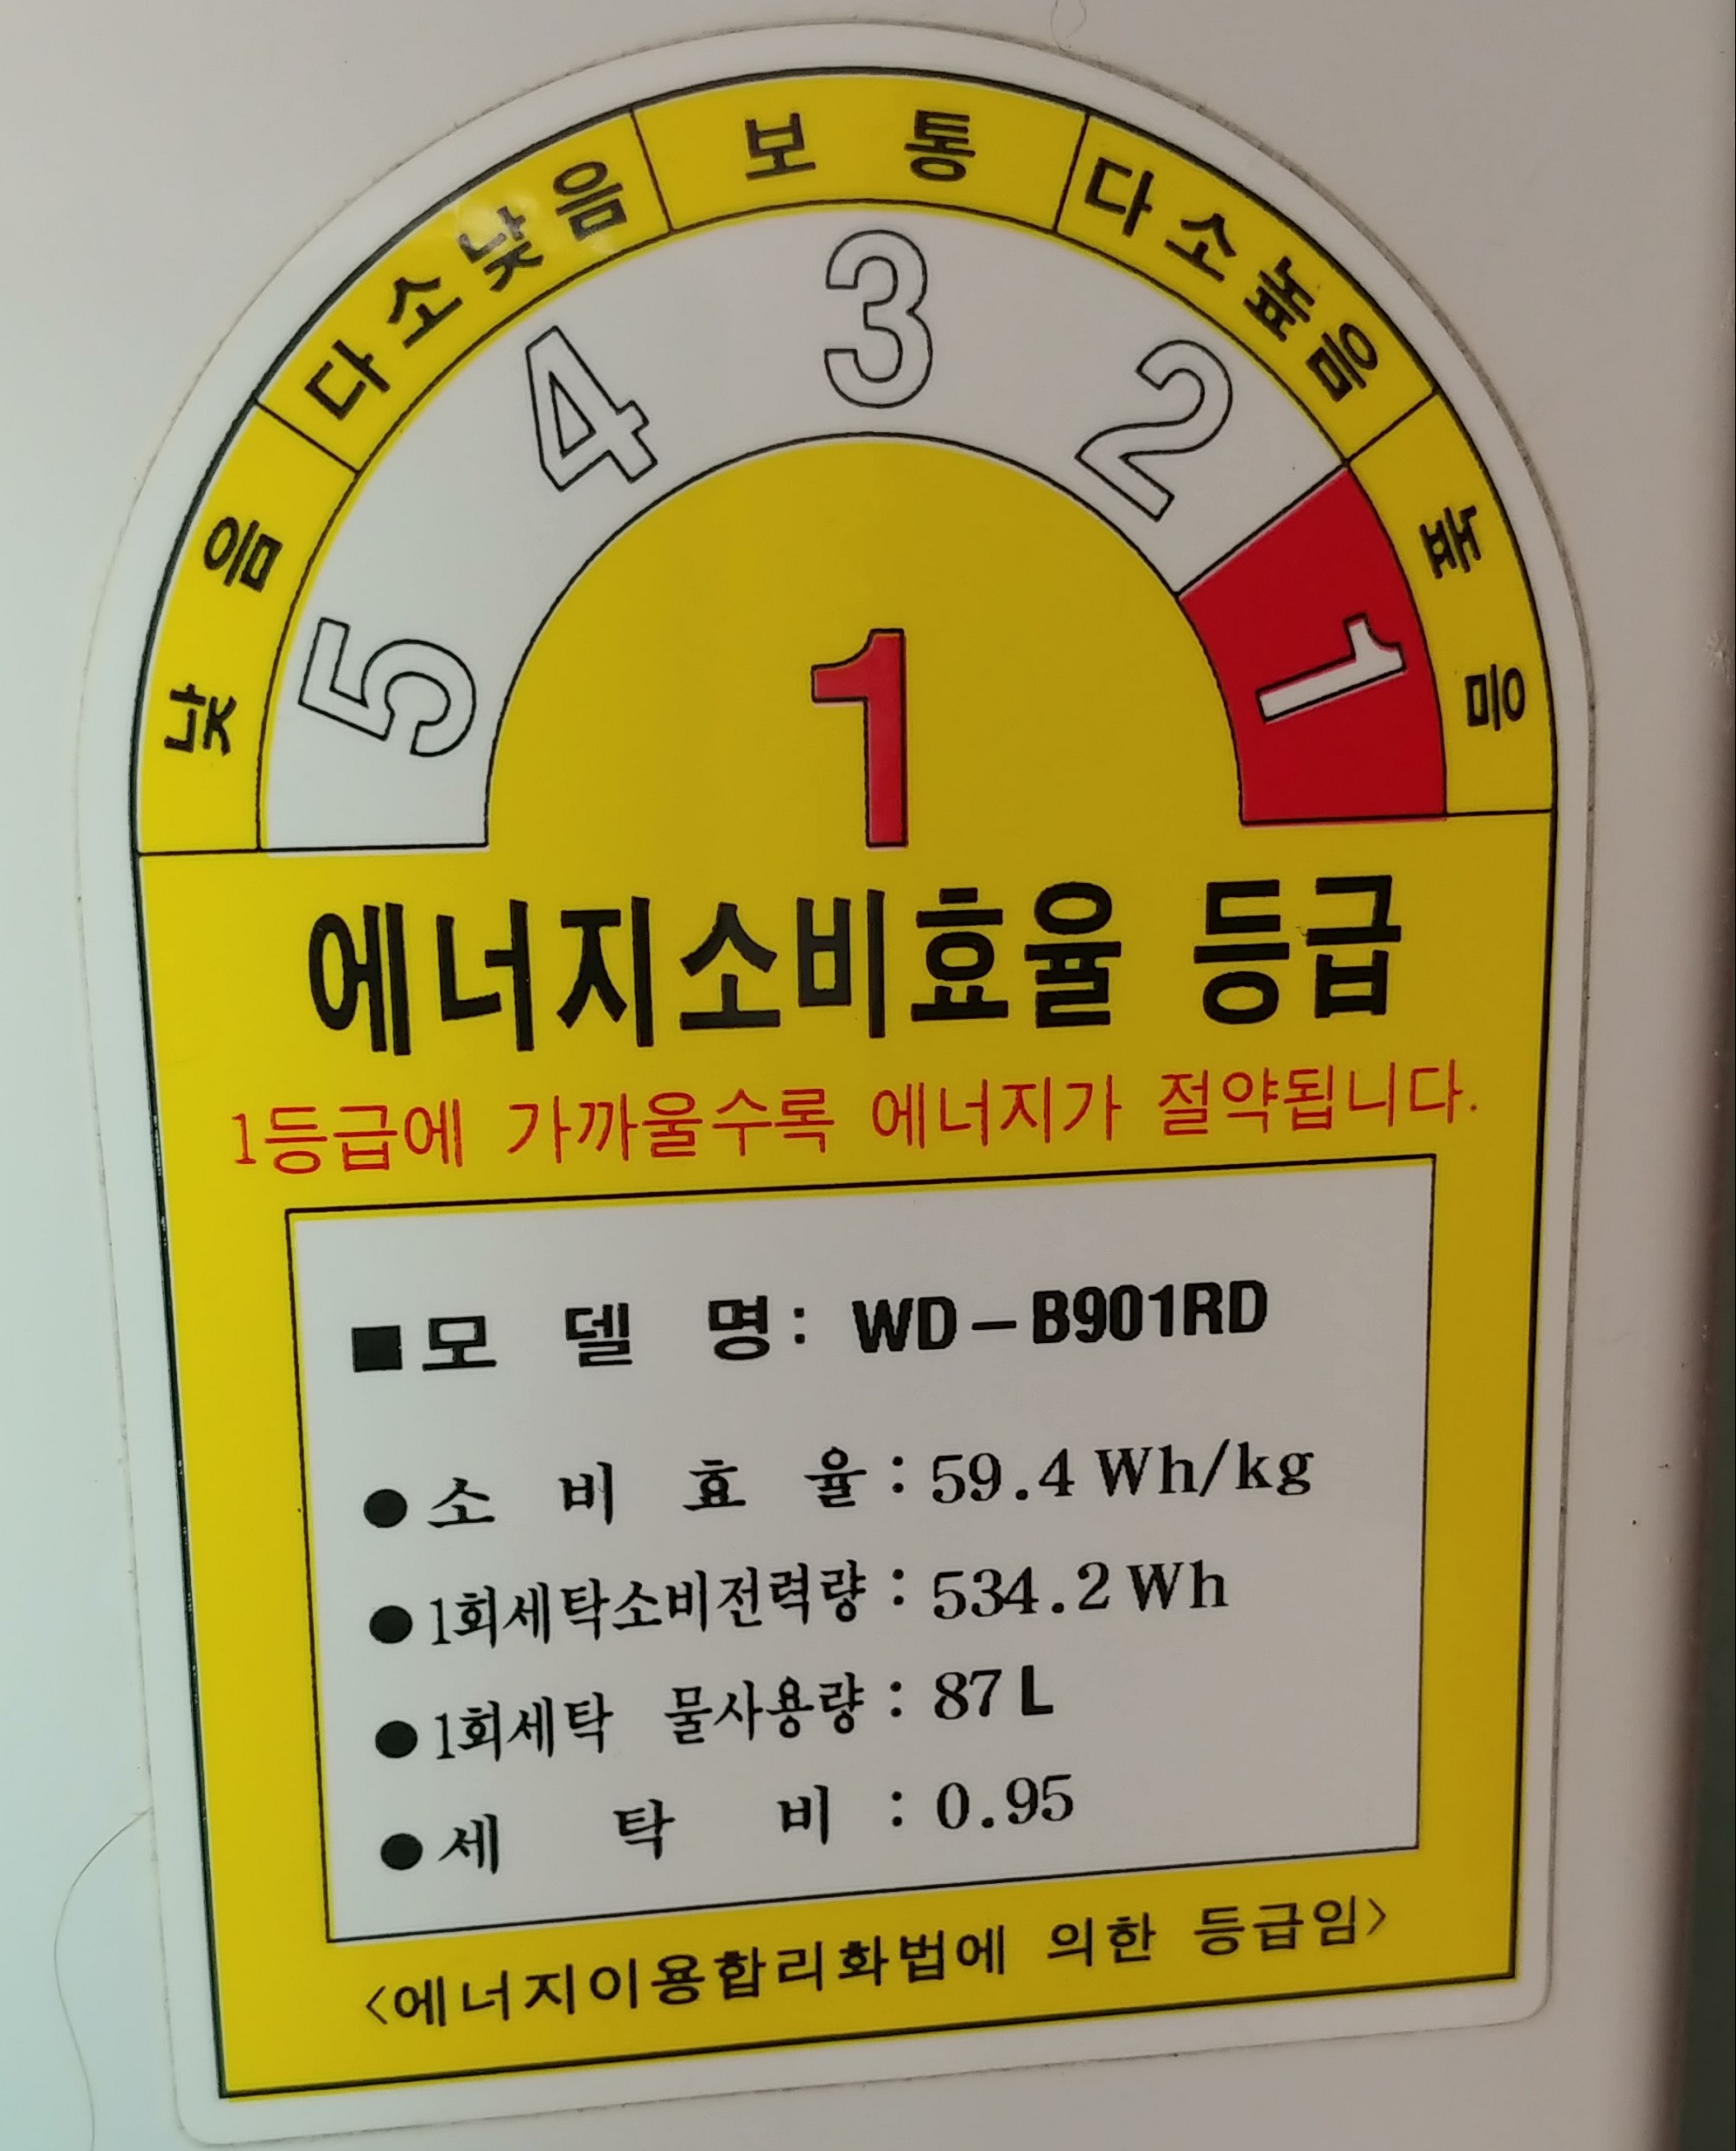 낮음 다소낮음 보통 다소높음 높음
5 4 3 2 1
1
에너지소비효율 등급
1등급에 가까울수록 에너지가 절약됩니다.
■모 델 명: WD-B901RD
●소 비 효 율 : 59.4 Wh/kg
●1회세탁소비전력량 : 534.2 Wh
●1회세탁 물사용량 : 87 L
●세 탁 비 : 0.95
<에너지이용합리화법에 의한 등급임>